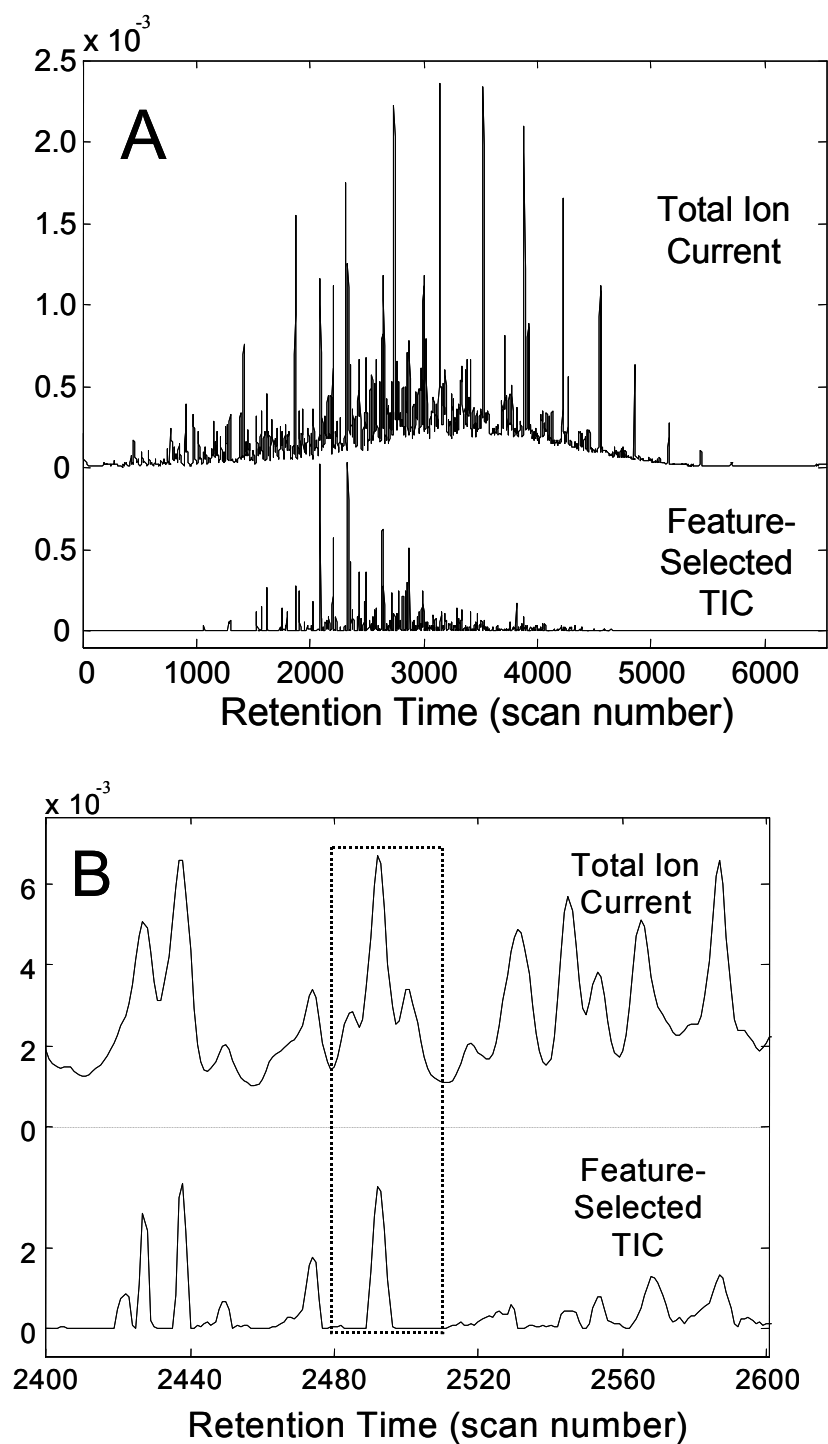 x 10-3
2.5
A
2.0
Total Ion
Current
1.5
1.0
0.5
0
Feature-
Selected
TIC
0.5
0
0 1000 2000 3000 4000 5000 6000
Retention Time (scan number)
x 10-3
B
Total Ion
Current
6
4
2
0
Feature-
Selected
TIC
2
0
2400 2440 2480 2520 2560 2600
Retention Time (scan number)